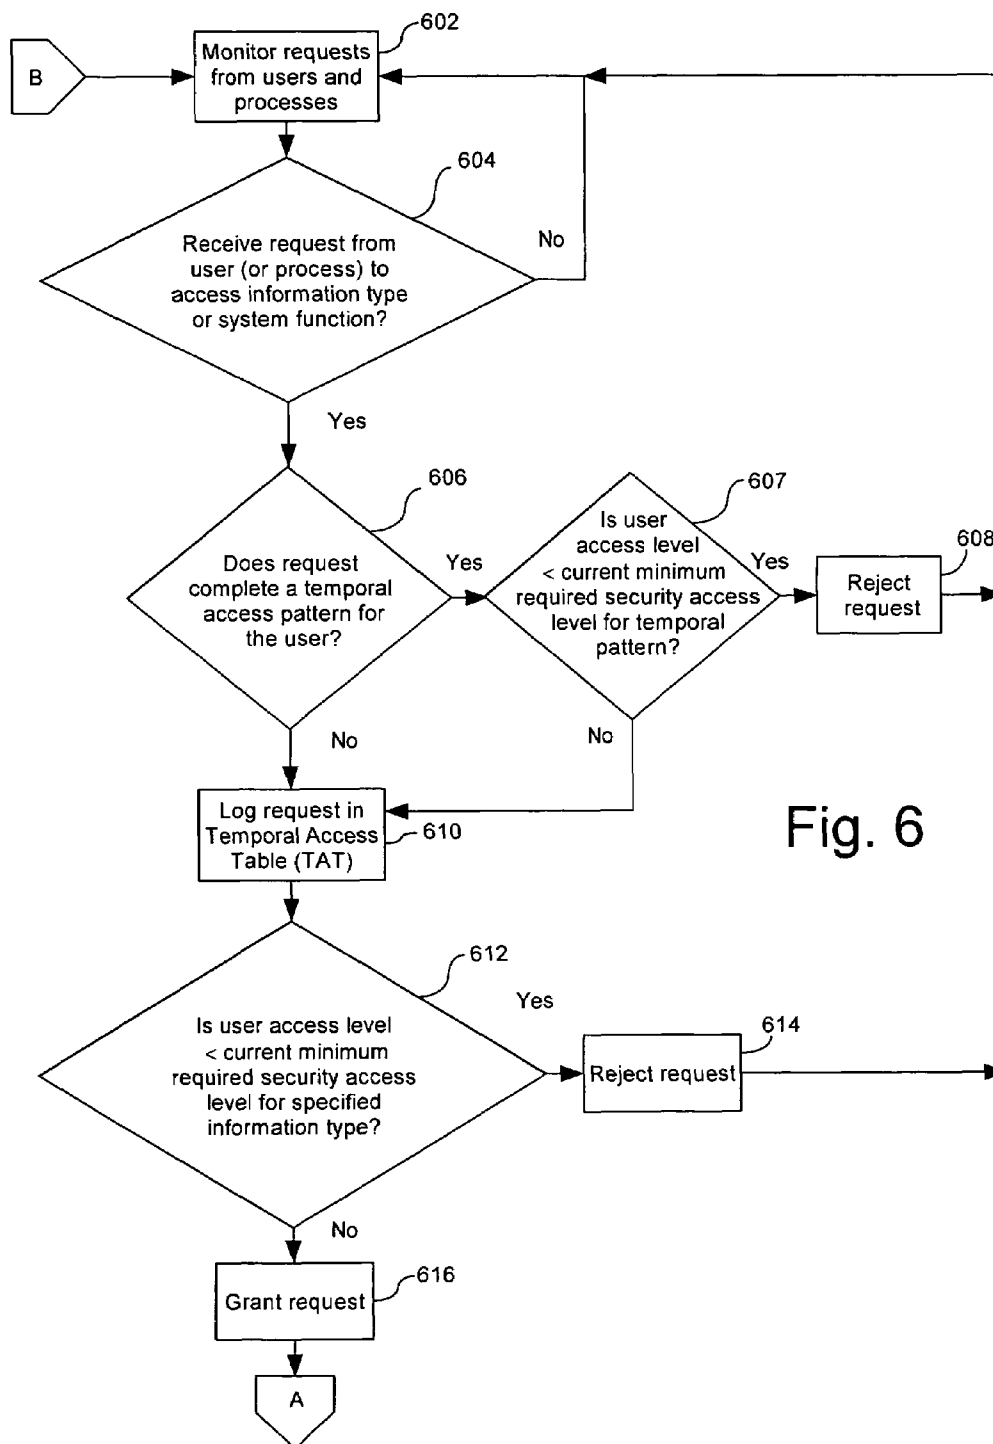 602
Monitor requests
from users and
processes
B
604
Receive request from
user (or process) to
access information type
or system function?
No
Yes
606
Does request
complete a temporal
access pattern for
the user?
Yes
607
Is user
access level
< current minimum
required security access
level for temporal
pattern?
Yes
608
Reject
request
No
No
Log request in
Temporal Access
Table (TAT)
610
Fig. 6
612
Is user access level
< current minimum
required security access
level for specified
information type?
Yes
614
Reject request
No
616
Grant request
A